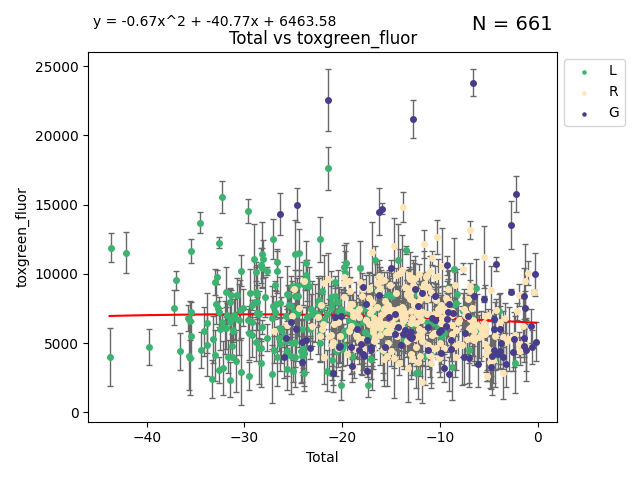 y = -0.67x^2 + -40.77x + 6463.58
N = 661
Total vs toxgreen_fluor
25000
20000
15000
10000
5000
0
toxgreen_fluor
−40
−30
−20
−10
0
Total
L
R
G